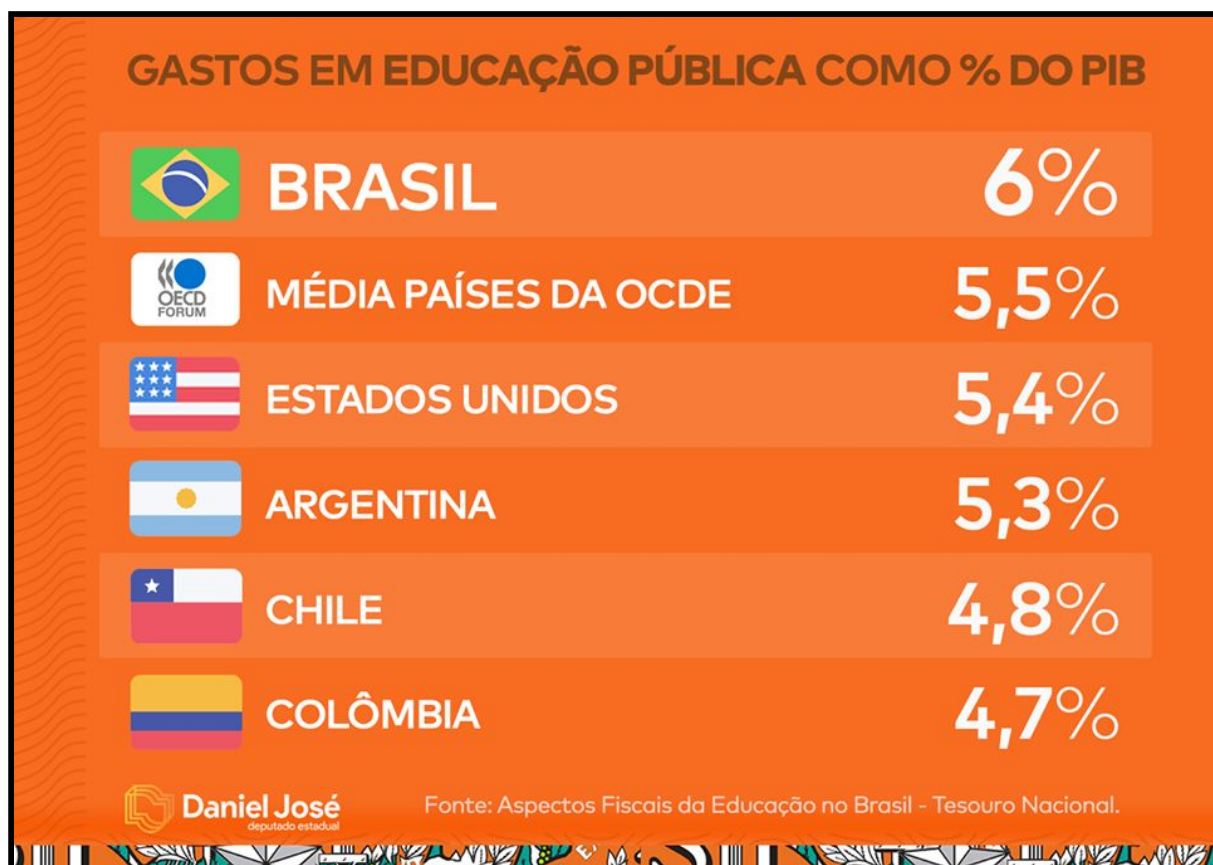 GASTOS EM EDUCAÇÃO PÚBLICA COMO % DO PIB
BRASIL 6%
OECD
FORUM
MÉDIA PAÍSES DA OCDE 5,5%
ESTADOS UNIDOS 5,4%
ARGENTINA 5,3%
CHILE 4,8%
COLÔMBIA 4,7%
Daniel José
deputado estadual
Fonte: Aspectos Fiscais da Educação no Brasil - Tesouro Nacional.